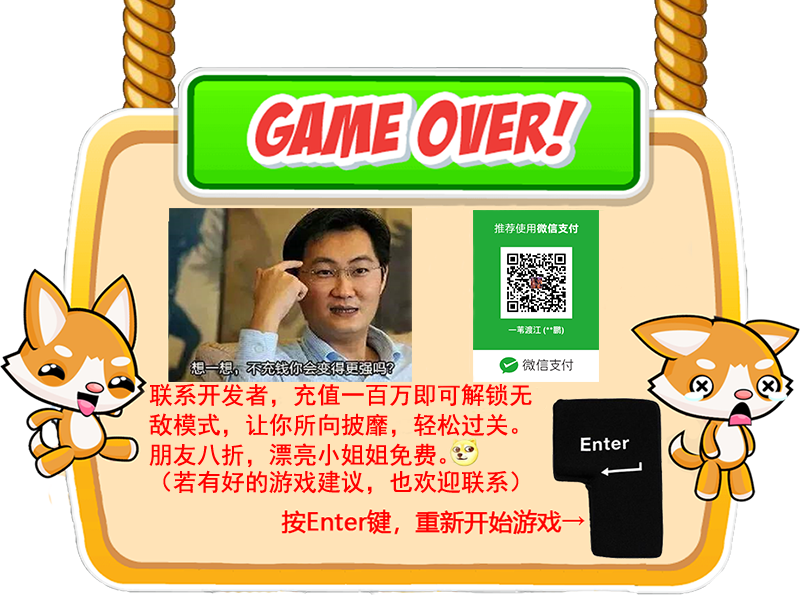 GAME OVER!
推荐使用微信支付
一苇渡江 (**鹏)
微信支付
想一想，不充钱你会变得更强吗?
联系开发者，充值一百万即可解锁无
敌模式，让你所向披靡，轻松过关。
朋友八折，漂亮小姐姐免费。
（若有好的游戏建议，也欢迎联系）
Enter
按Enter键，重新开始游戏→